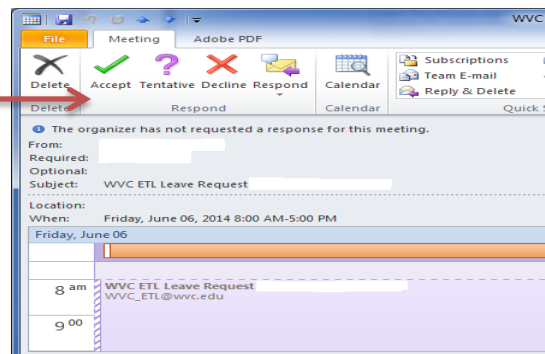 WVC
File Meeting Adobe PDF
Delete Accept Tentative Decline Respond Calendar
Subscriptions
Team E-mail
Reply & Delete
Delete Respond Calendar Quick S
The organizer has not requested a response for this meeting.
From:
Required:
Optional:
Subject: WVC ETL Leave Request
Location:
When: Friday, June 06, 2014 8:00 AM-5:00 PM
Friday, June 06
8 am WVC ETL Leave Request
WVC_ETL@wvc.edu
9 00